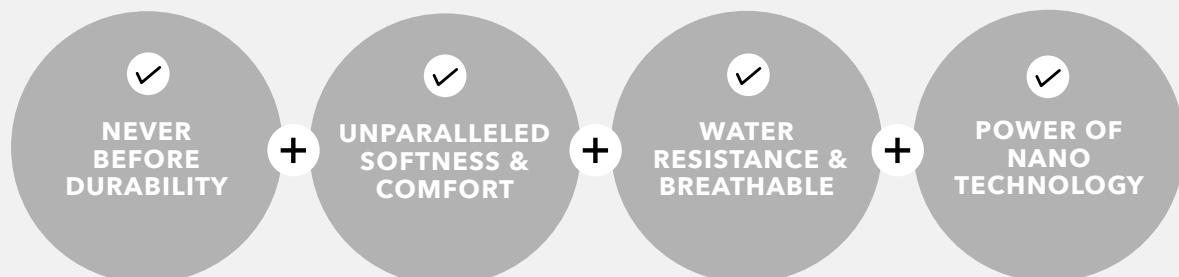 NEVER
BEFORE
DURABILITY
+
UNPARALLELED
SOFTNESS &
COMFORT
+
WATER
RESISTANCE &
BREATHABLE
+
POWER OF
NANO
TECHNOLOGY